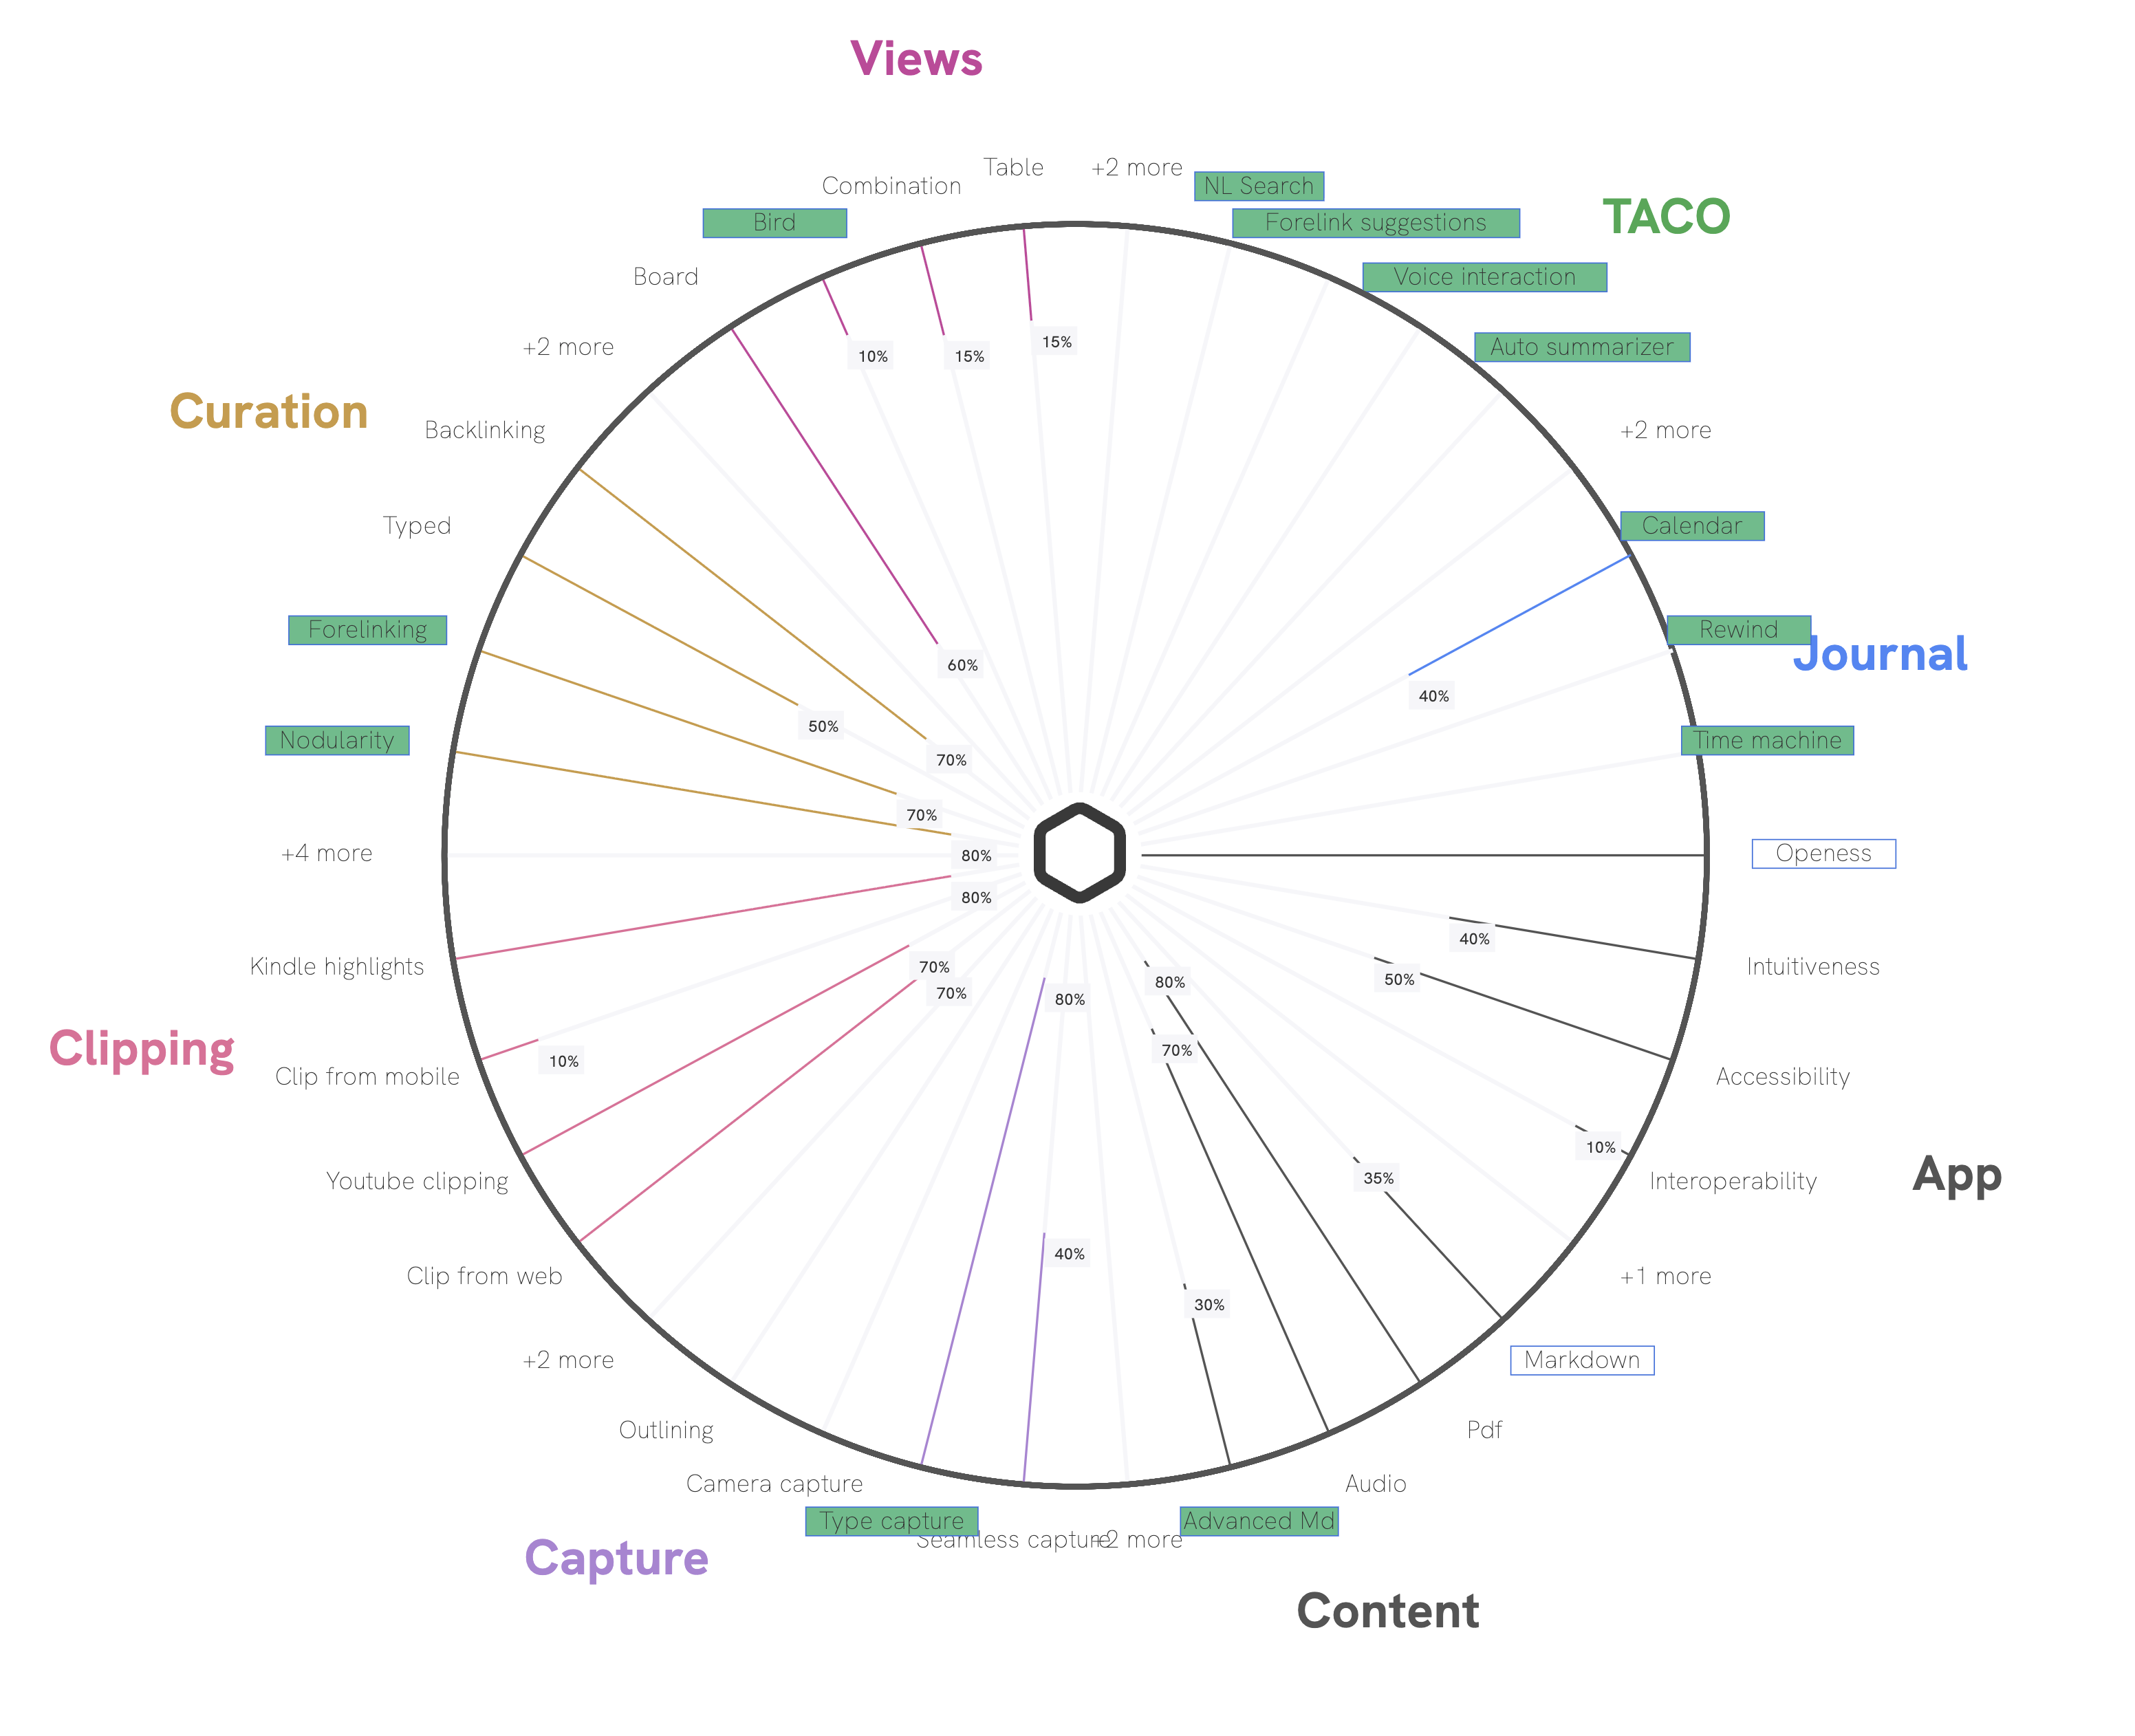 Views
Table
+2 more
Combination
NL Search
Bird
Forelink suggestions
TACO
Board
Voice interaction
15%
10%
15%
+2 more
Auto summarizer
Curation
Backlinking
+2 more
Typed
Calendar
Forelinking
Rewind
Journal
60%
40%
50%
Nodularity
70%
Time machine
70%
+4 more
80%
Openess
80%
40%
Kindle highlights
70%
80%
50%
Intuitiveness
70%
80%
Clipping
10%
70%
Clip from mobile
Accessibility
10%
Youtube clipping
35%
Interoperability
App
40%
Clip from web
30%
+1 more
+2 more
Markdown
Outlining
Pdf
Camera capture
Audio
Type capture
Advanced Md
Seamless capture
+2 more
Capture
Content